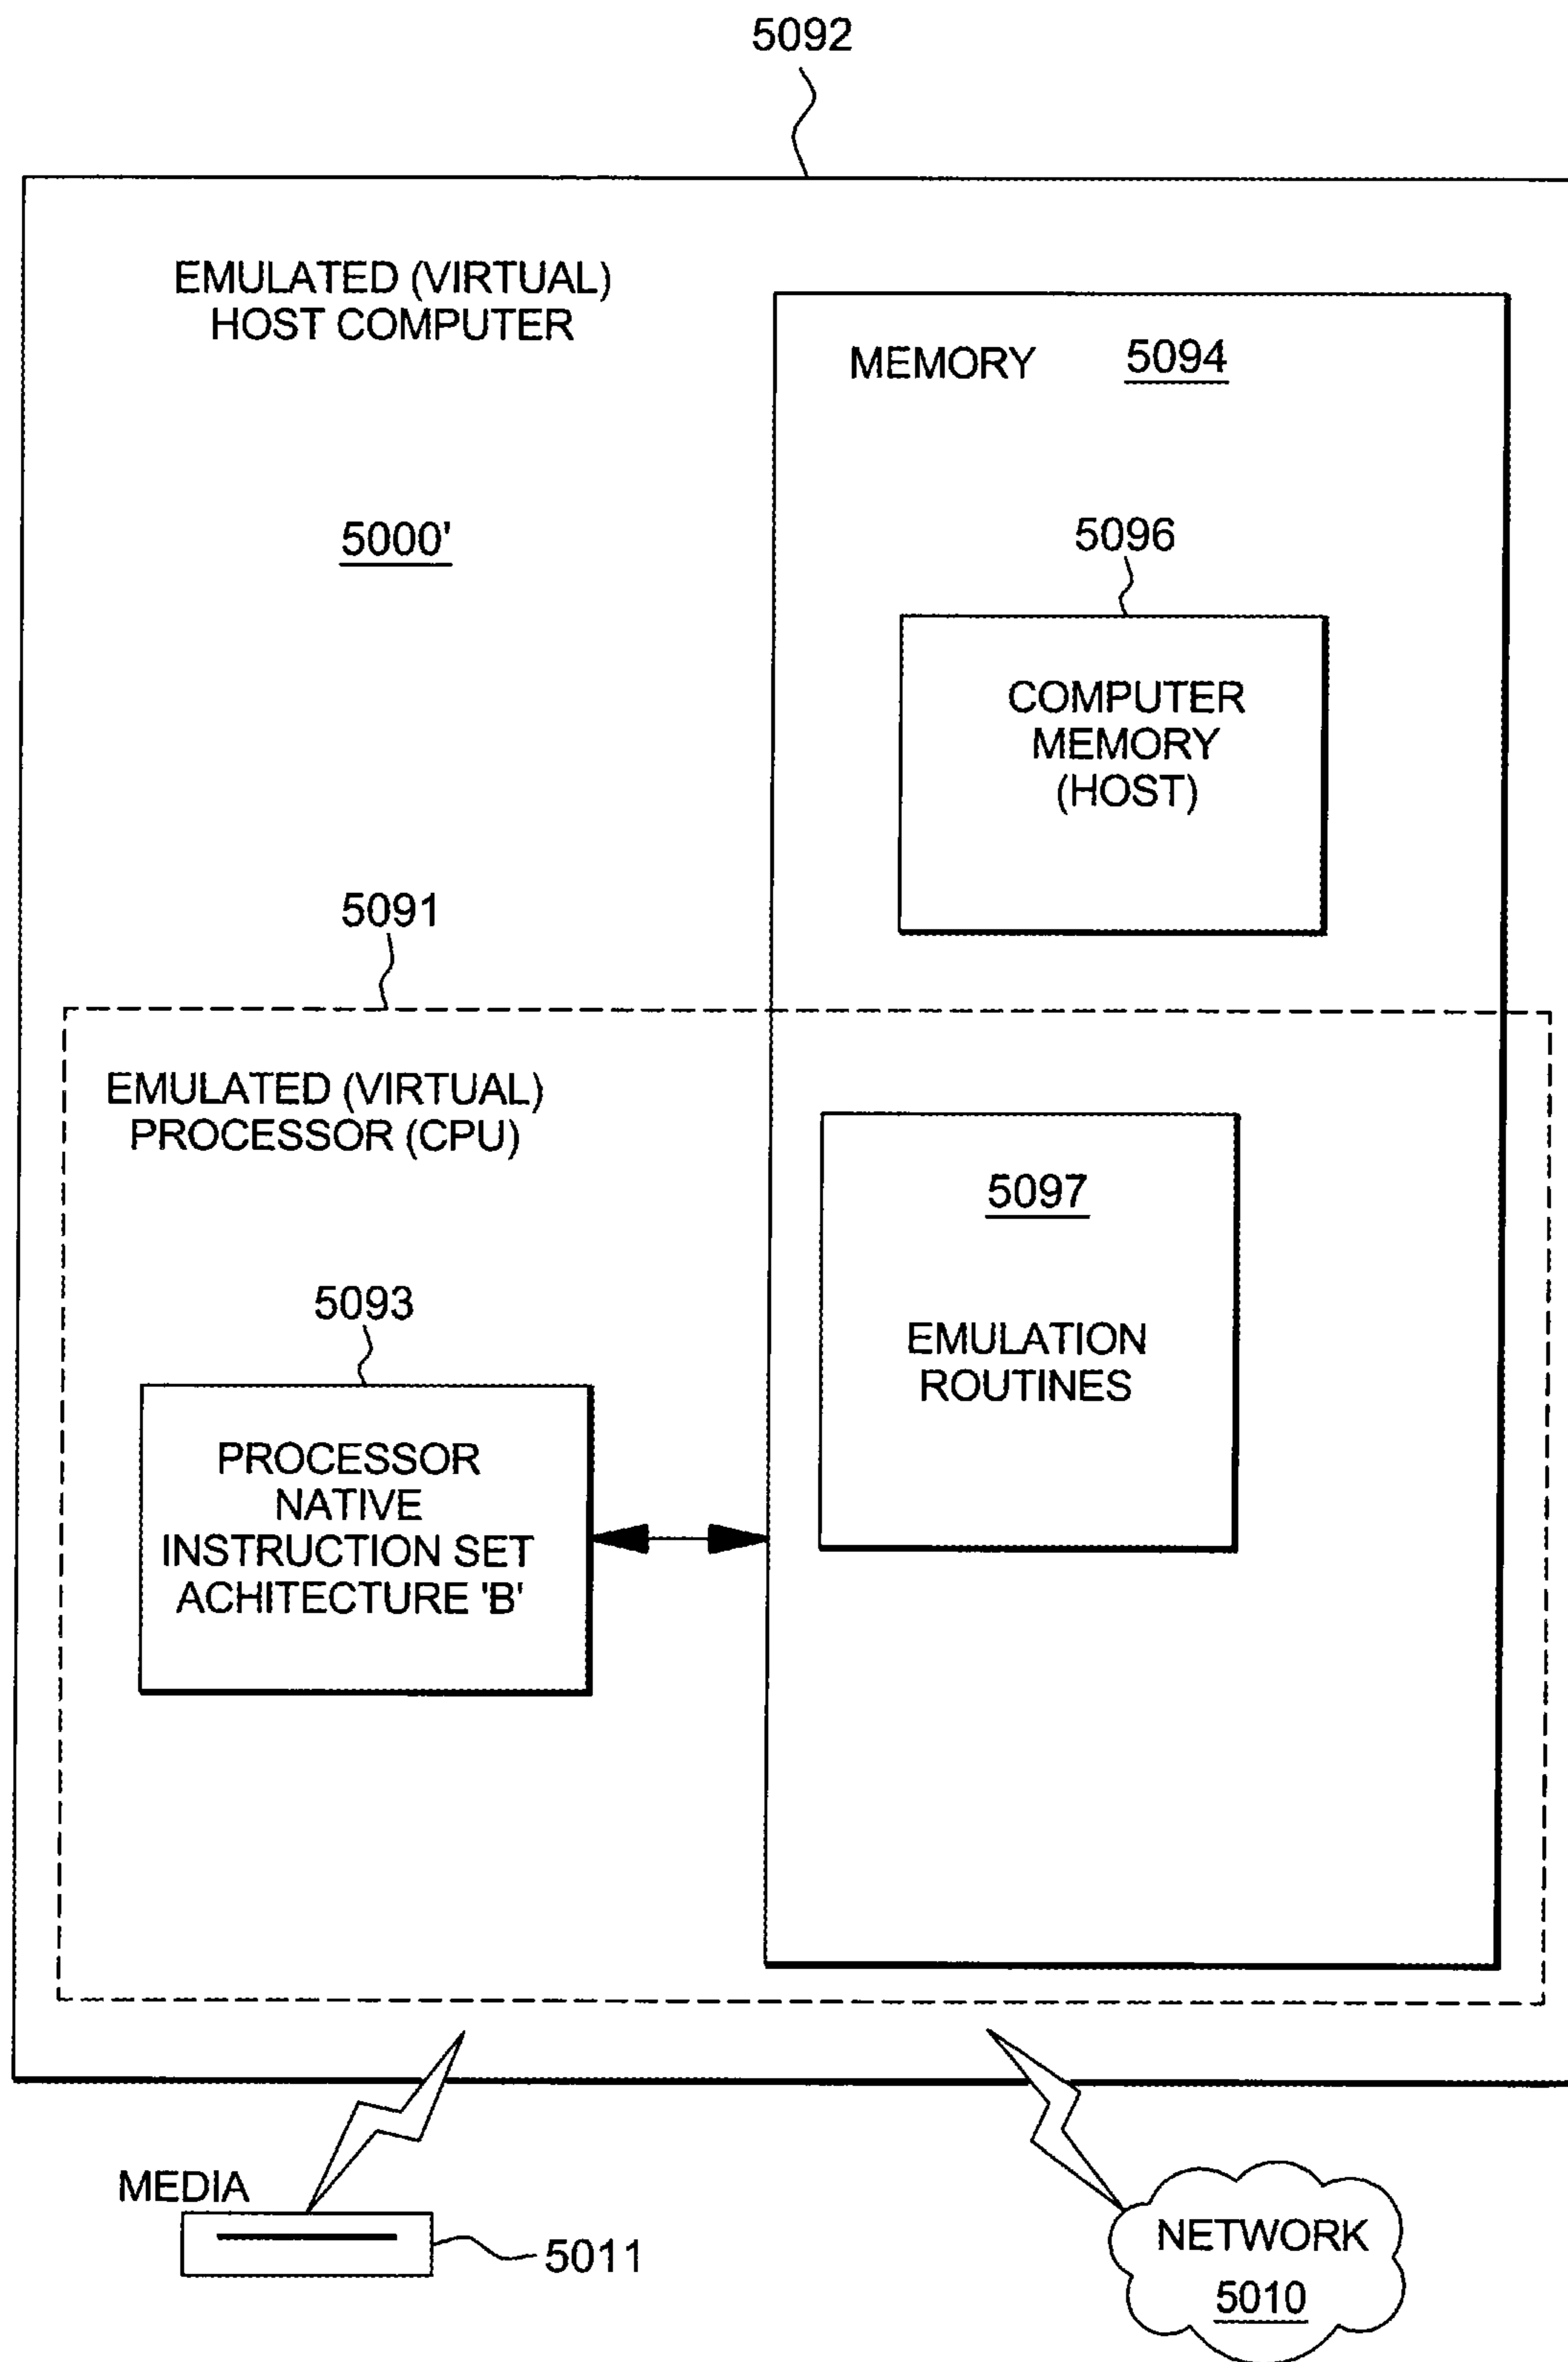 5092
EMULATED (VIRTUAL)
HOST COMPUTER
MEMORY 5094
5000'
5096
COMPUTER
MEMORY
(HOST)
5091
EMULATED (VIRTUAL)
PROCESSOR (CPU)
5097
EMULATION
ROUTINES
5093
PROCESSOR
NATIVE
INSTRUCTION SET
ACHITECTURE 'B'
MEDIA
5011
NETWORK
5010